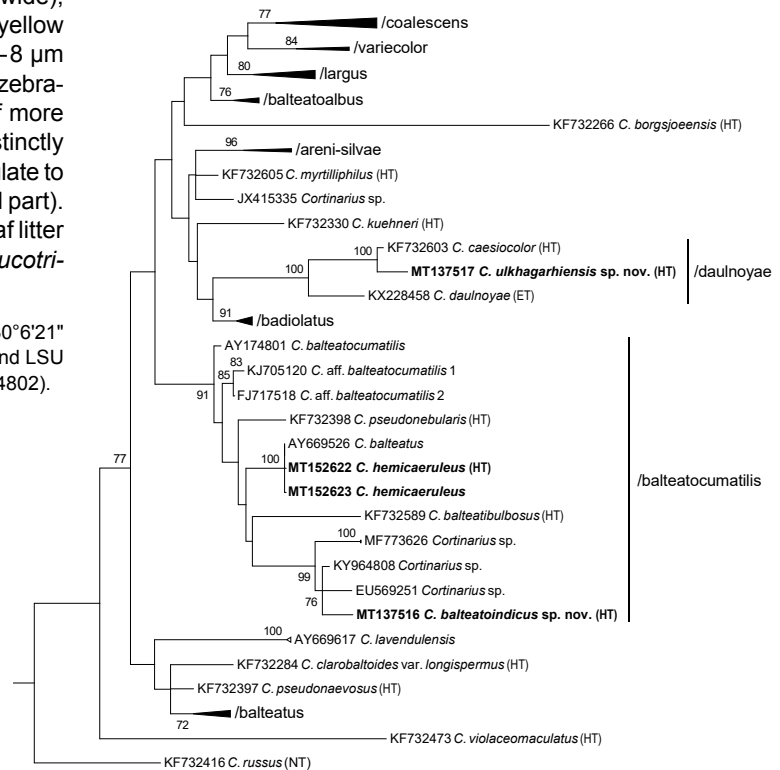 wide),
yellow
–8 µm
zebra-
f more
stinctly
late to
l part).
af litter
ucotri-
0°6'21"
nd LSU
4802).
77
/coalescens
84
/variecolor
80
/largus
76
/balteatoalbus
KF732266 C. borgsjoeensis (HT)
96
/areni-silvae
KF732605 C. myrtilliphilus (HT)
JX415335 Cortinarius sp.
KF732330 C. kuehneri (HT)
100
KF732603 C. caesiocolor (HT)
100
MT137517 C. ulkhagarhiensis sp. nov. (HT)
/daulnoyae
KX228458 C. daulnoyae (ET)
91
/badiolatus
AY174801 C. balteatocumatilis
83
KJ705120 C. aff. balteatocumatilis 1
85
91
FJ717518 C. aff. balteatocumatilis 2
KF732398 C. pseudonebularis (HT)
AY669526 C. balteatus
100
MT152622 C. hemicaeruleus (HT)
77
/balteatocumatilis
MT152623 C. hemicaeruleus
KF732589 C. balteatibulbosus (HT)
100
MF773626 Cortinarius sp.
99
KY964808 Cortinarius sp.
EU569251 Cortinarius sp.
76
MT137516 C. balteatoindicus sp. nov. (HT)
100
AY669617 C. lavendulensis
KF732284 C. clarobaltoides var. longispermus (HT)
KF732397 C. pseudonaevosus (HT)
/balteatus
72
KF732473 C. violaceomaculatus (HT)
KF732416 C. russus (NT)